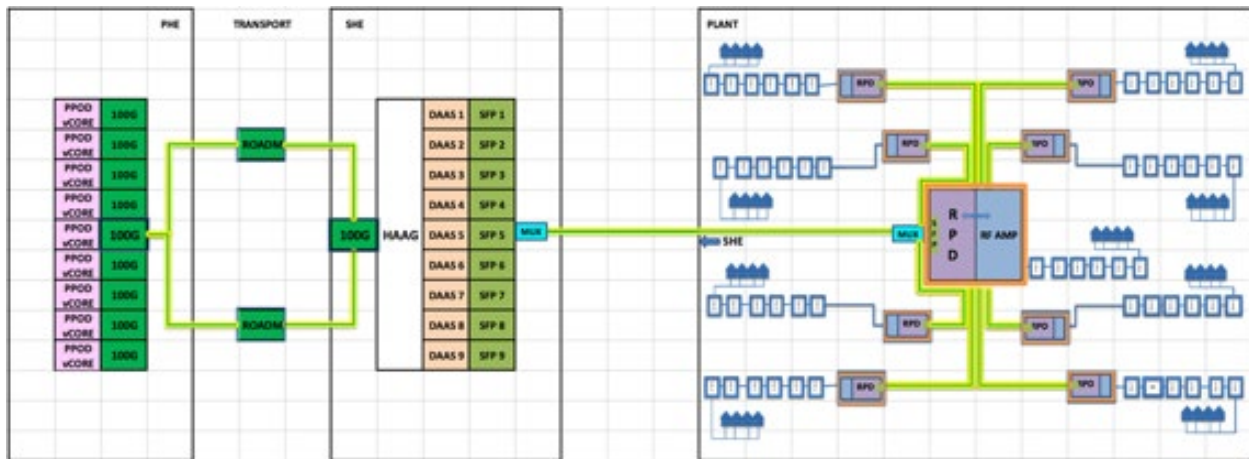 PHE
TRANSPORT
SHE
PLANT
PPOD vCORE 100G
PPOD vCORE 100G
PPOD vCORE 100G
PPOD vCORE 100G
PPOD vCORE 100G
PPOD vCORE 100G
PPOD vCORE 100G
PPOD vCORE 100G
PPOD vCORE 100G
ROADM
ROADM
100G
HAAG
DAAS 1 SFP 1
DAAS 2 SFP 2
DAAS 3 SFP 3
DAAS 4 SFP 4
DAAS 5 SFP 5
DAAS 6 SFP 6
DAAS 7 SFP 7
DAAS 8 SFP 8
DAAS 9 SFP 9
MUX
SHE
MUX
SFP
RPD
RF AMP
RPD
RPD
RPD
RPD
RPD
RPD
RPD
RPD